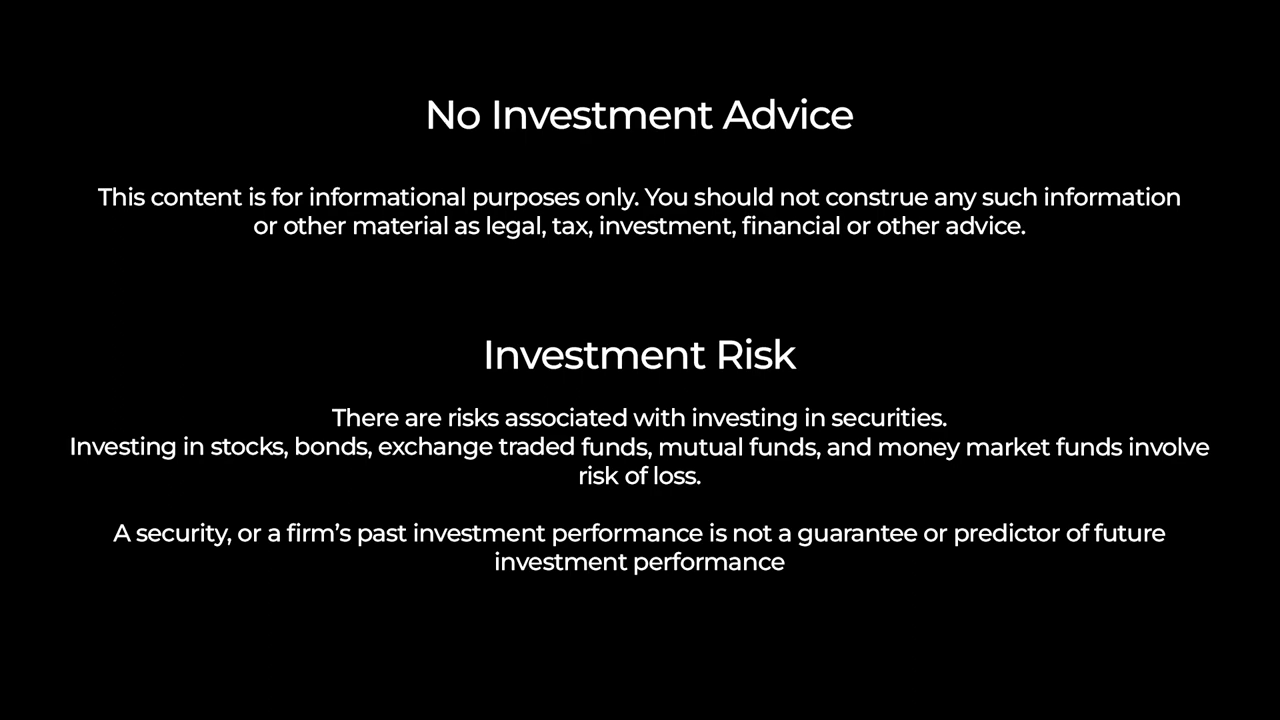 No Investment Advice
This content is for informational purposes only. You should not construe any such information
or other material as legal, tax, investment, financial or other advice.
Investment Risk
There are risks associated with investing in securities.
Investing in stocks, bonds, exchange traded funds, mutual funds, and money market funds involve
risk of loss.
A security, or a firm’s past investment performance is not a guarantee or predictor of future
investment performance